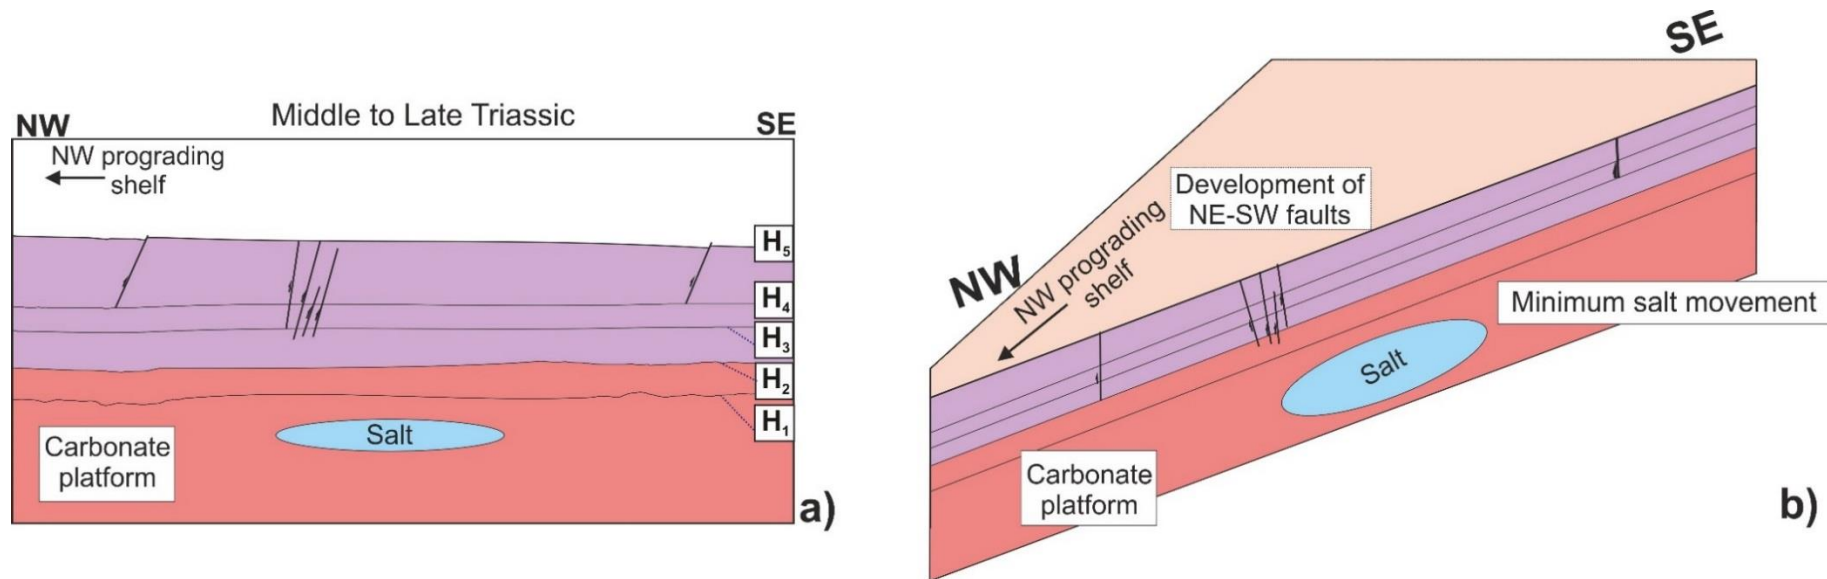 Middle to Late Triassic
NW
SE
NW prograding
shelf
H5
H4
H3
H2
H1
Salt
Carbonate
platform
a)
SE
Development of
NE-SW faults
NW
NW prograding
shelf
Minimum salt movement
Salt
Carbonate
platform
b)